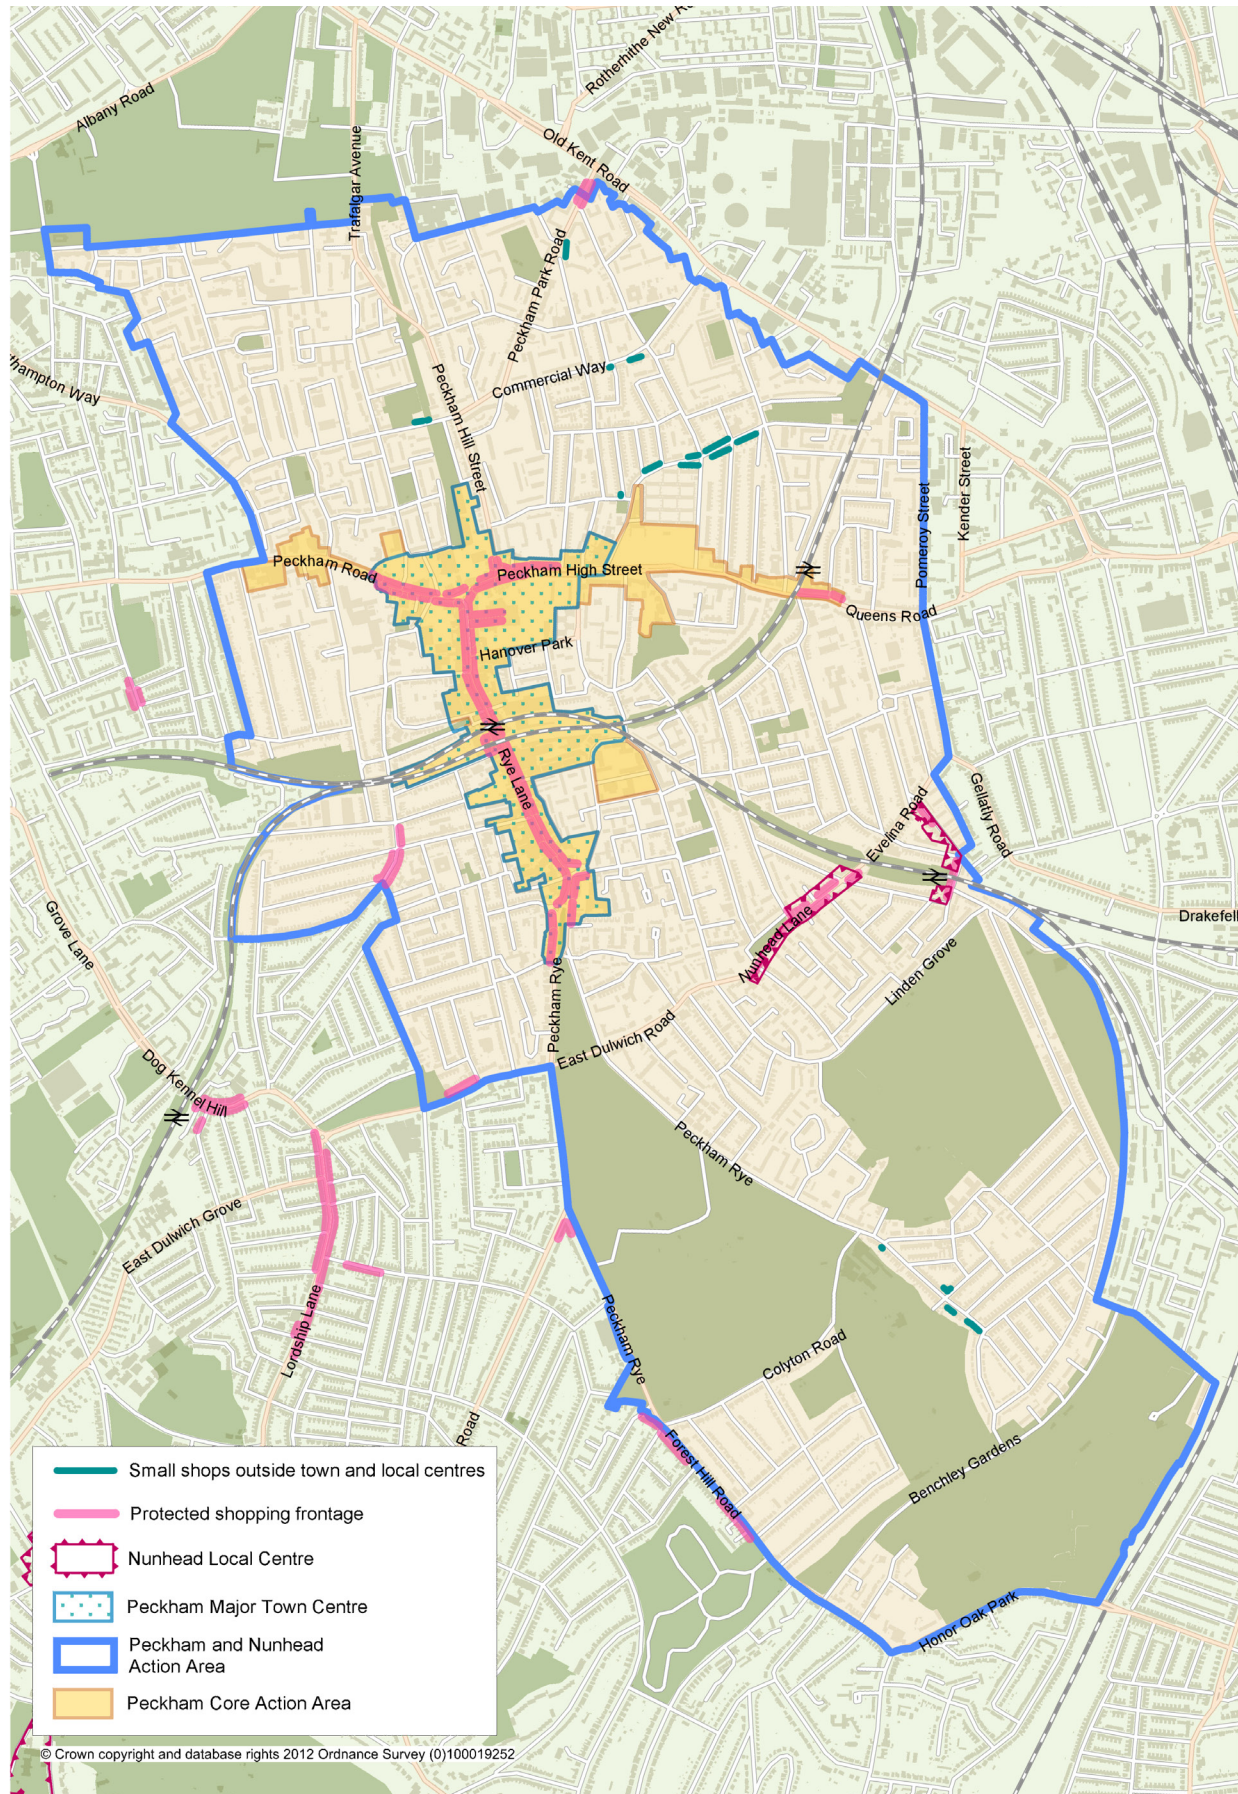 Rotherhithe New
Albany Road
Old Kent Road
Trafalgar Avenue
Peckham Park Road
Commercial Way
Peckham Hill Street
Kender Street
Pomeroy Street
Peckham Road
Peckham High Street
Queens Road
Hanover Park
Rye Lane
Gellatly Road
Evelina Road
Nunhead Lane
Drakefell
Grove Lane
Linden Grove
Peckham Rye
East Dulwich Road
Dog Kennel Hill
Peckham Rye
East Dulwich Grove
Lordship Lane
Peckham Rye
Colyton Road
Road
Forest Hill Road
Benchley Gardens
Honor Oak Park
Small shops outside town and local centres
Protected shopping frontage
Nunhead Local Centre
Peckham Major Town Centre
Peckham and Nunhead
Action Area
Peckham Core Action Area
© Crown copyright and database rights 2012 Ordnance Survey (0)100019252